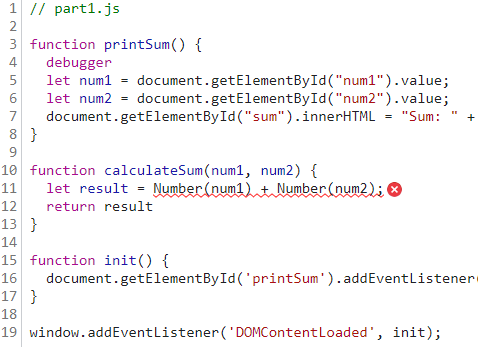 1 // part1.js
2
3 function printSum() {
4   debugger
5   let num1 = document.getElementById("num1").value;
6   let num2 = document.getElementById("num2").value;
7   document.getElementById("sum").innerHTML = "Sum: " +
8 }
9
10 function calculateSum(num1, num2) {
11   let result = Number(num1) + Number(num2);
12   return result
13 }
14
15 function init() {
16   document.getElementById('printSum').addEventListener(
17 }
18
19 window.addEventListener('DOMContentLoaded', init);